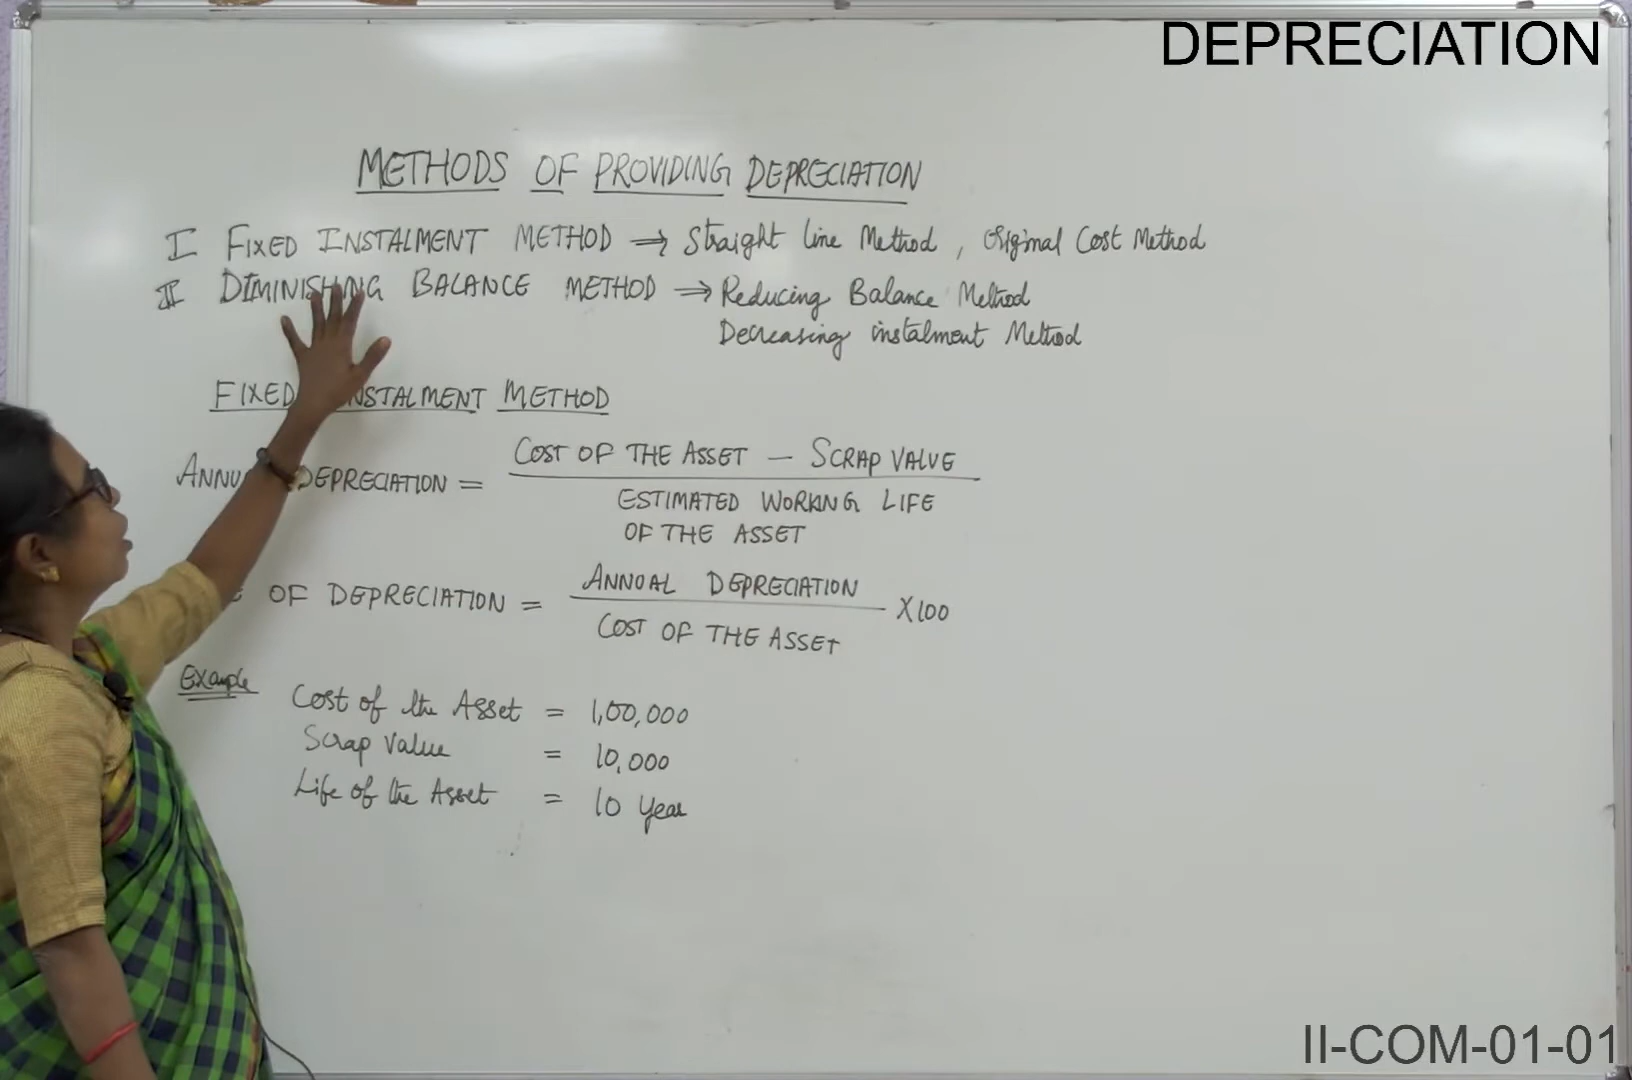 DEPRECIATION
METHODS OF PROVIDING DEPRECIATION
I FIXED INSTALMENT METHOD ⇒ Straight line Method, Original Cost Method
II DIMINISHING BALANCE METHOD ⇒ Reducing Balance Method
Decreasing instalment Method
FIXED INSTALMENT METHOD
DEPRECIATION = COST OF THE ASSET - SCRAP VALUE
ESTIMATED WORKING LIFE
OF THE ASSET
OF DEPRECIATION = ANNUAL DEPRECIATION X100
COST OF THE ASSET
Example
Cost of the Asset = 1,00,000
Scrap Value = 10,000
Life of the Asset = 10 year
II-COM-01-01